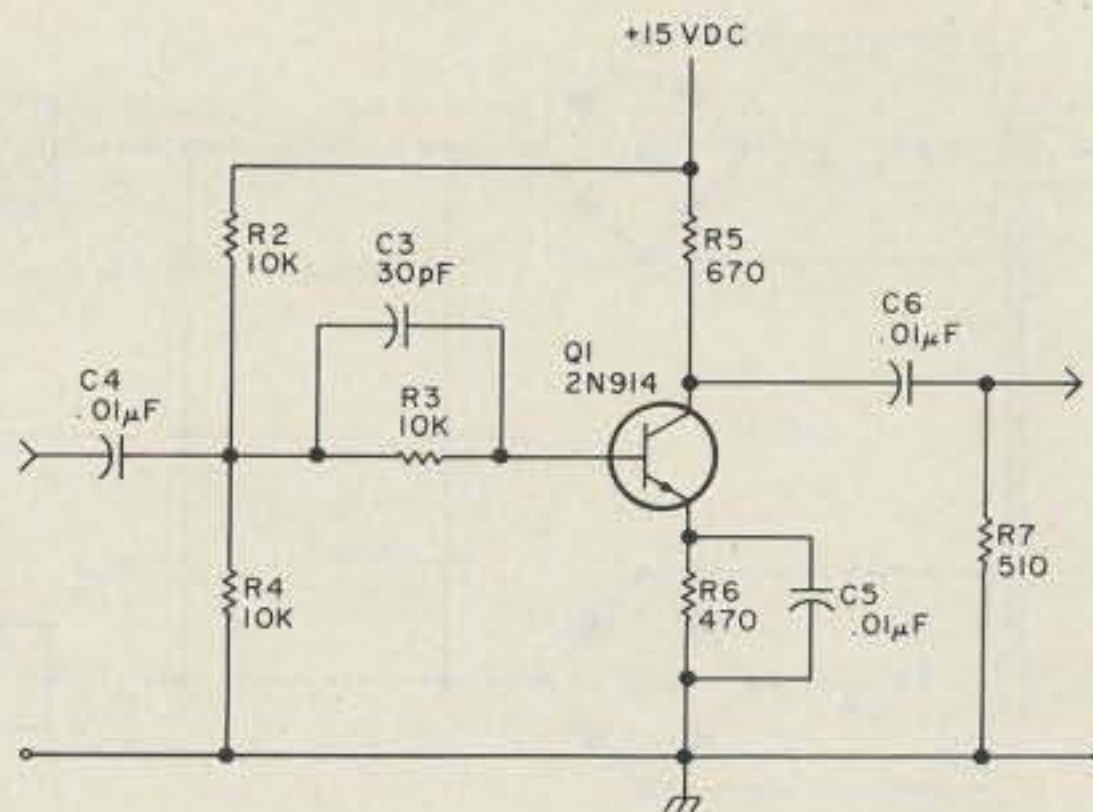 +15 VDC
R2
10K
C3
30pF
R5
670
C6
.01µF
Q1
2N914
C4
.01µF
R3
10K
R4
10K
R6
470
C5
.01µF
R7
510